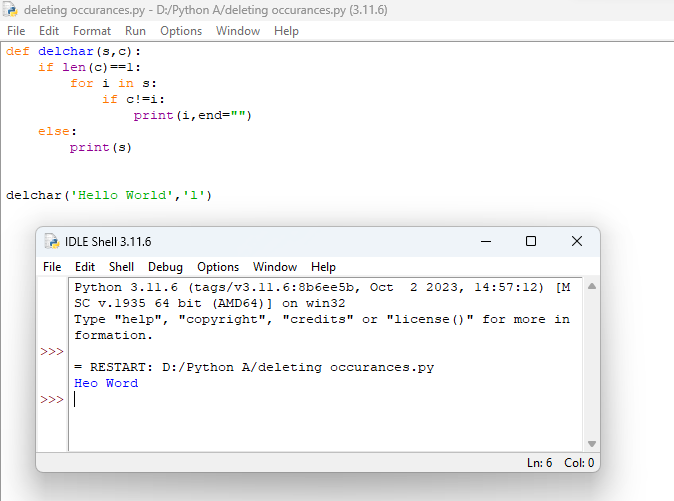 deleting occurances.py - D:/Python A/deleting occurances.py (3.11.6)
File Edit Format Run Options Window Help
def delchar(s,c):
    if len(c)==1:
        for i in s:
            if c!=i:
                print(i,end="")
    else:
        print(s)
delchar('Hello World','l')
IDLE Shell 3.11.6
File Edit Shell Debug Options Window Help
Python 3.11.6 (tags/v3.11.6:8b6ee5b, Oct  2 2023, 14:57:12) [M
SC v.1935 64 bit (AMD64)] on win32
Type "help", "copyright", "credits" or "license()" for more in
formation.
>>>
= RESTART: D:/Python A/deleting occurances.py
Heo Word
>>>
Ln: 6 Col: 0